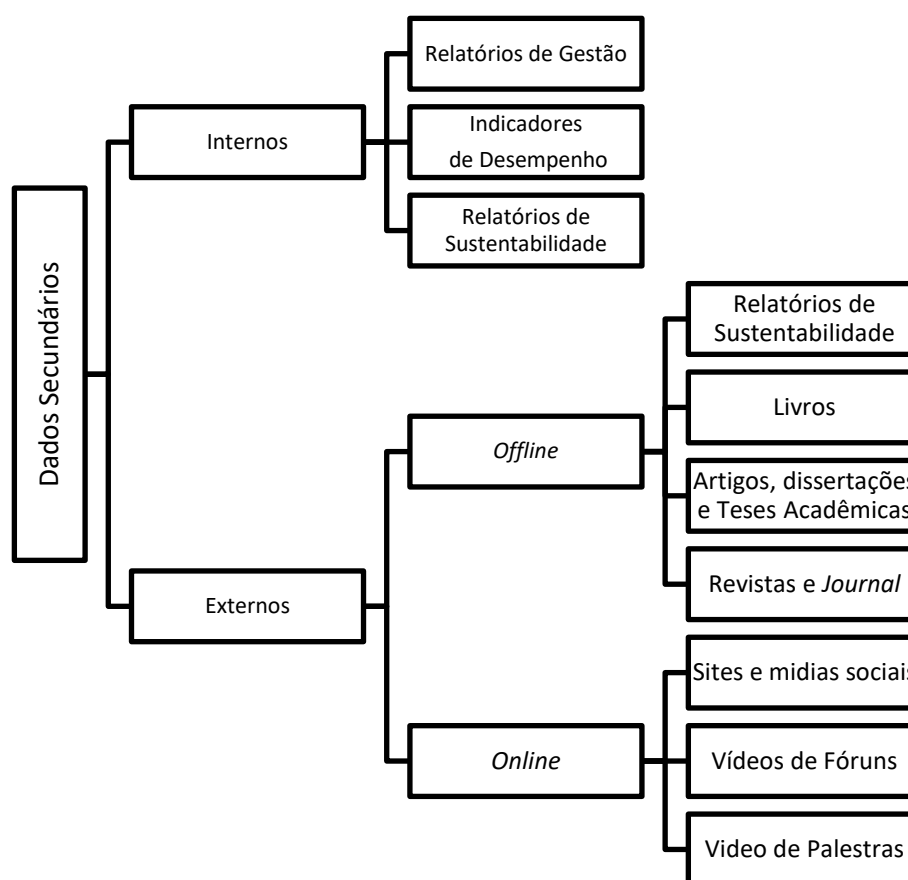 Dados Secundários
Internos
Relatórios de Gestão
Indicadores
de Desempenho
Relatórios de
Sustentabilidade
Externos
Offline
Relatórios de
Sustentabilidade
Livros
Artigos, dissertações
e Teses Acadêmicas
Revistas e Journal
Online
Sites e midias sociais
Vídeos de Fóruns
Video de Palestras